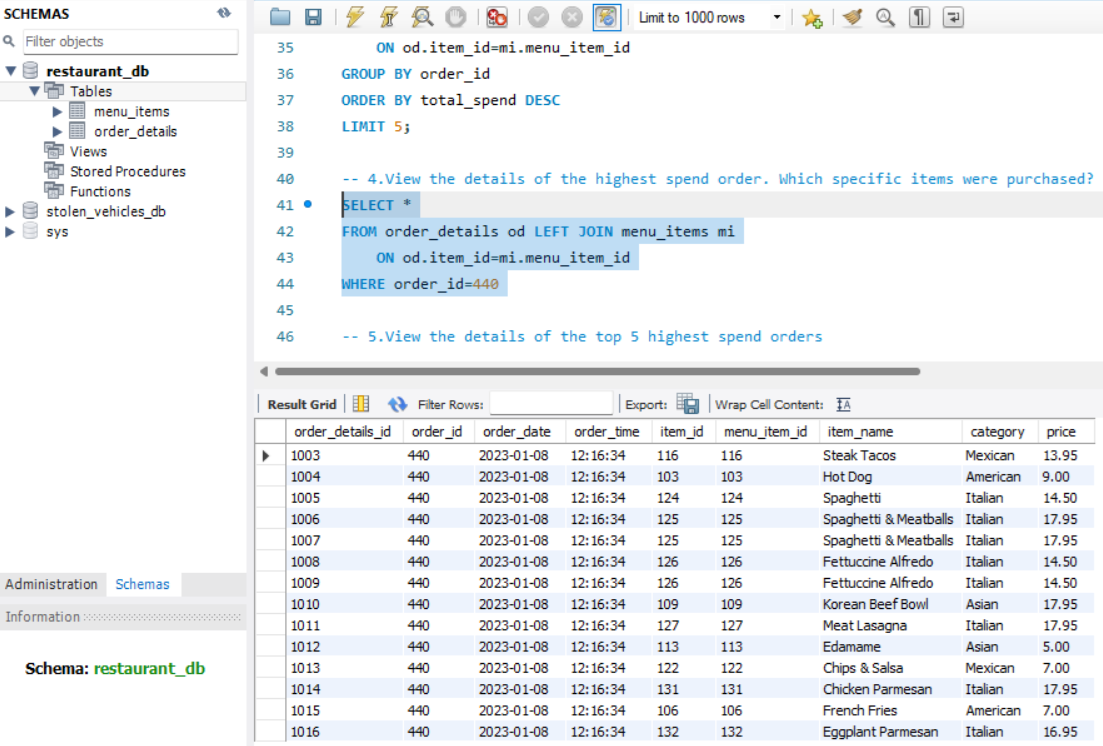 SCHEMAS
Filter objects
restaurant_db
Tables
menu_items
order_details
Views
Stored Procedures
Functions
stolen_vehicles_db
sys
Administration Schemas
Information
Schema: restaurant_db
Limit to 1000 rows
35 ON od.item_id=mi.menu_item_id
36 GROUP BY order_id
37 ORDER BY total_spend DESC
38 LIMIT 5;
39
40 -- 4.View the details of the highest spend order. Which specific items were purchased?
41 SELECT *
42 FROM order_details od LEFT JOIN menu_items mi
43 ON od.item_id=mi.menu_item_id
44 WHERE order_id=440
45
46 -- 5.View the details of the top 5 highest spend orders
Result Grid Filter Rows: Export: Wrap Cell Content: IA
order_details_id order_id order_date order_time item_id menu_item_id item_name category price
1003 440 2023-01-08 12:16:34 116 116 Steak Tacos Mexican 13.95
1004 440 2023-01-08 12:16:34 103 103 Hot Dog American 9.00
1005 440 2023-01-08 12:16:34 124 124 Spaghetti Italian 14.50
1006 440 2023-01-08 12:16:34 125 125 Spaghetti & Meatballs Italian 17.95
1007 440 2023-01-08 12:16:34 125 125 Spaghetti & Meatballs Italian 17.95
1008 440 2023-01-08 12:16:34 126 126 Fettuccine Alfredo Italian 14.50
1009 440 2023-01-08 12:16:34 126 126 Fettuccine Alfredo Italian 14.50
1010 440 2023-01-08 12:16:34 109 109 Korean Beef Bowl Asian 17.95
1011 440 2023-01-08 12:16:34 127 127 Meat Lasagna Italian 17.95
1012 440 2023-01-08 12:16:34 113 113 Edamame Asian 5.00
1013 440 2023-01-08 12:16:34 122 122 Chips & Salsa Mexican 7.00
1014 440 2023-01-08 12:16:34 131 131 Chicken Parmesan Italian 17.95
1015 440 2023-01-08 12:16:34 106 106 French Fries American 7.00
1016 440 2023-01-08 12:16:34 132 132 Eggplant Parmesan Italian 16.95